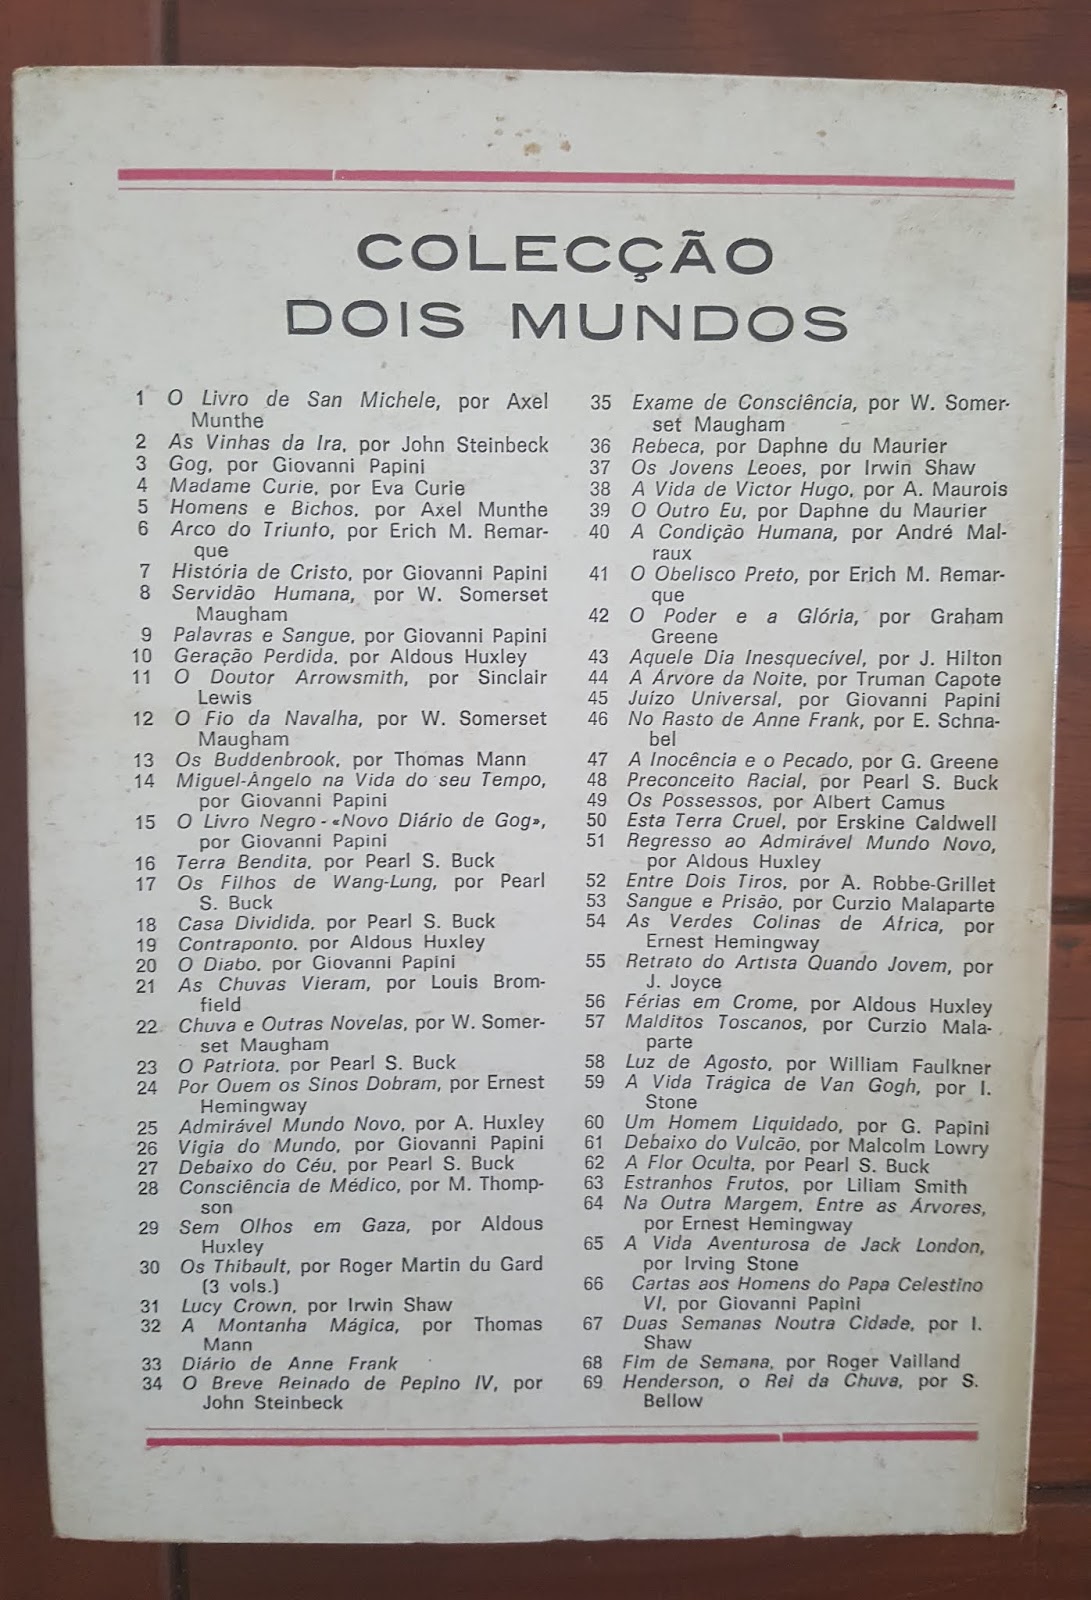 COLECÇÃO
DOIS MUNDOS
1 O Livro de San Michele, por Axel
Munthe
2 As Vinhas da Ira, por John Steinbeck
3 Gog, por Giovanni Papini
4 Madame Curie, por Eva Curie
5 Homens e Bichos, por Axel Munthe
6 Arco do Triunfo, por Erich M. Remar-
que
7 História de Cristo, por Giovanni Papini
8 Servidão Humana, por W. Somerset
Maugham
9 Palavras e Sangue, por Giovanni Papini
10 Geração Perdida, por Aldous Huxley
11 O Doutor Arrowsmith, por Sinclair
Lewis
12 O Fio da Navalha, por W. Somerset
Maugham
13 Os Buddenbrook, por Thomas Mann
14 Miguel-Ângelo na Vida do seu Tempo,
por Giovanni Papini
15 O Livro Negro - «Novo Diário de Gog»,
por Giovanni Papini
16 Terra Bendita, por Pearl S. Buck
17 Os Filhos de Wang-Lung, por Pearl
S. Buck
18 Casa Dividida, por Pearl S. Buck
19 Contraponto, por Aldous Huxley
20 O Diabo, por Giovanni Papini
21 As Chuvas Vieram, por Louis Brom-
field
22 Chuva e Outras Novelas, por W. Somer-
set Maugham
23 O Patriota, por Pearl S. Buck
24 Por Quem os Sinos Dobram, por Ernest
Hemingway
25 Admirável Mundo Novo, por A. Huxley
26 Vigia do Mundo, por Giovanni Papini
27 Debaixo do Céu, por Pearl S. Buck
28 Consciência de Médico, por M. Thomp-
son
29 Sem Olhos em Gaza, por Aldous
Huxley
30 Os Thibault, por Roger Martin du Gard
(3 vols.)
31 Lucy Crown, por Irwin Shaw
32 A Montanha Mágica, por Thomas
Mann
33 Diário de Anne Frank
34 O Breve Reinado de Pepino IV, por
John Steinbeck
35 Exame de Consciência, por W. Somer-
set Maugham
36 Rebeca, por Daphne du Maurier
37 Os Jovens Leoes, por Irwin Shaw
38 A Vida de Victor Hugo, por A. Maurois
39 O Outro Eu, por Daphne du Maurier
40 A Condição Humana, por André Mal-
raux
41 O Obelisco Preto, por Erich M. Remar-
que
42 O Poder e a Glória, por Graham
Greene
43 Aquele Dia Inesquecível, por J. Hilton
44 A Árvore da Noite, por Truman Capote
45 Juízo Universal, por Giovanni Papini
46 No Rasto de Anne Frank, por E. Schna-
bel
47 A Inocência e o Pecado, por G. Greene
48 Preconceito Racial, por Pearl S. Buck
49 Os Possessos, por Albert Camus
50 Esta Terra Cruel, por Erskine Caldwell
51 Regresso ao Admirável Mundo Novo,
por Aldous Huxley
52 Entre Dois Tiros, por A. Robbe-Grillet
53 Sangue e Prisão, por Curzio Malaparte
54 As Verdes Colinas de África, por
Ernest Hemingway
55 Retrato do Artista Quando Jovem, por
J. Joyce
56 Férias em Crome, por Aldous Huxley
57 Malditos Toscanos, por Curzio Mala-
parte
58 Luz de Agosto, por William Faulkner
59 A Vida Trágica de Van Gogh, por I.
Stone
60 Um Homem Liquidado, por G. Papini
61 Debaixo do Vulcão, por Malcolm Lowry
62 A Flor Oculta, por Pearl S. Buck
63 Estranhos Frutos, por Liliam Smith
64 Na Outra Margem, Entre as Árvores,
por Ernest Hemingway
65 A Vida Aventurosa de Jack London,
por Irving Stone
66 Cartas aos Homens do Papa Celestino
VI, por Giovanni Papini
67 Duas Semanas Noutra Cidade, por I.
Shaw
68 Fim de Semana, por Roger Vailland
69 Henderson, o Rei da Chuva, por S.
Bellow